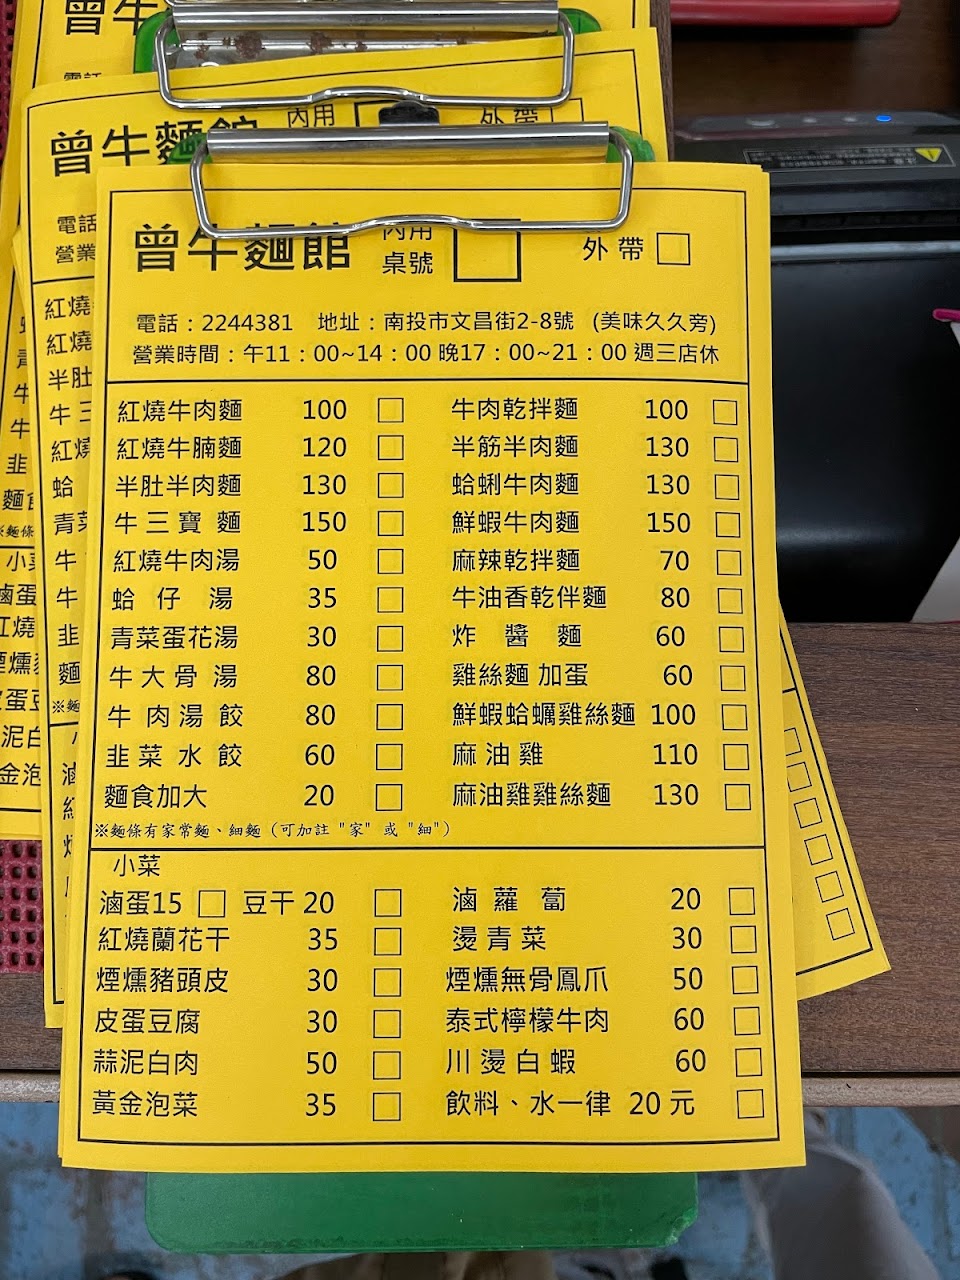 曾牛麵館 內用 桌號 外帶
電話：2244381 地址：南投市文昌街2-8號 (美味久久旁)
營業時間：午11：00~14：00 晚17：00~21：00 週三店休
紅燒牛肉麵 100 牛肉乾拌麵 100
紅燒牛腩麵 120 半筋半肉麵 130
半肚半肉麵 130 蛤蜊牛肉麵 130
牛三寶麵 150 鮮蝦牛肉麵 150
紅燒牛肉湯 50 麻辣乾拌麵 70
蛤仔湯 35 牛油香乾伴麵 80
青菜蛋花湯 30 炸醬麵 60
牛大骨湯 80 雞絲麵 加蛋 60
牛肉湯餃 80 鮮蝦蛤蠣雞絲麵 100
韭菜水餃 60 麻油雞 110
麵食加大 20 麻油雞雞絲麵 130
※麵條有家常麵、細麵（可加註 "家" 或 "細"）
小菜
滷蛋15 豆干 20 滷蘿蔔 20
紅燒蘭花干 35 燙青菜 30
煙燻豬頭皮 30 煙燻無骨鳳爪 50
皮蛋豆腐 30 泰式檸檬牛肉 60
蒜泥白肉 50 川燙白蝦 60
黃金泡菜 35 飲料、水一律 20 元